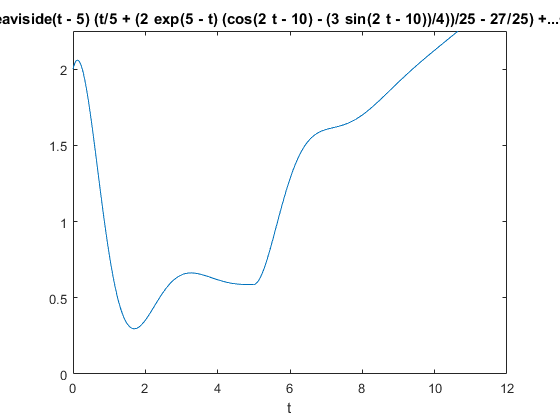 eaviside(t - 5) (t/5 + (2 exp(5 - t) (cos(2 t - 10) - (3 sin(2 t - 10))/4))/25 - 27/25) +...
2
1.5
1
0.5
0
0 2 4 6 8 10 12
t